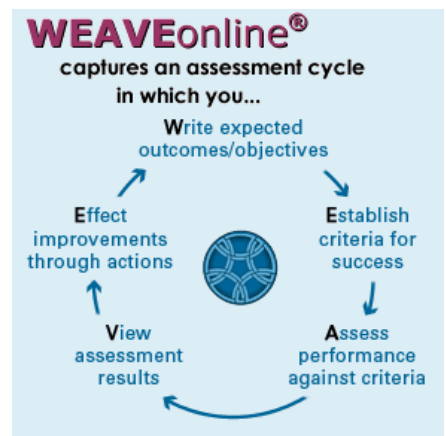 WEAVEonline®
captures an assessment cycle
in which you...
Write expected
outcomes/objectives
Establish
criteria for
success
Assess
performance
against criteria
View
assessment
results
Effect
improvements
through actions